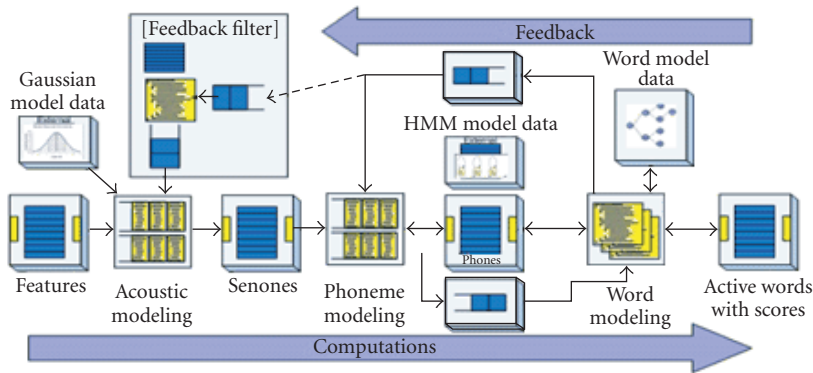 [Feedback filter]
Feedback
Gaussian
model data
Word model
data
HMM model data
Features
Acoustic
modeling
Senones
Phoneme
modeling
Phones
Word
modeling
Active words
with scores
Computations